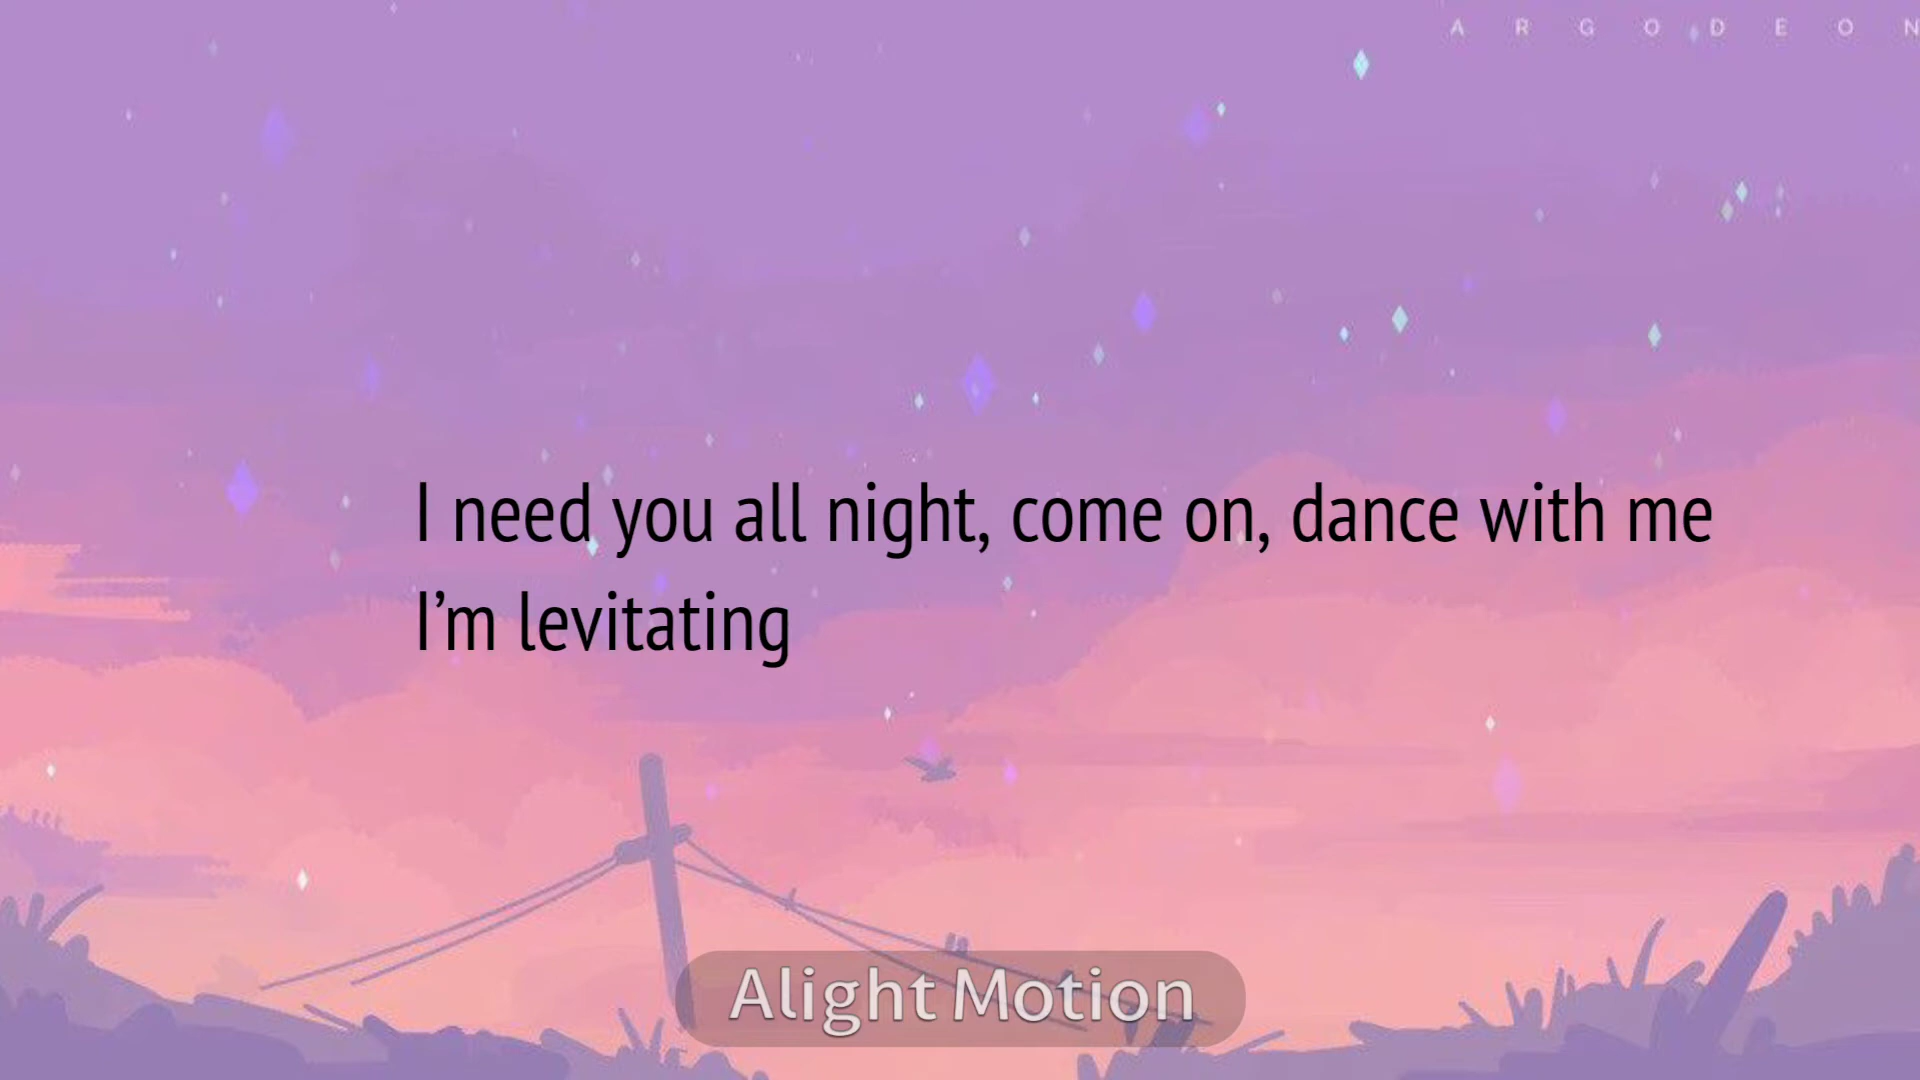 A R G O D E O N
I need you all night, come on, dance with me
I’m levitating
Alight Motion